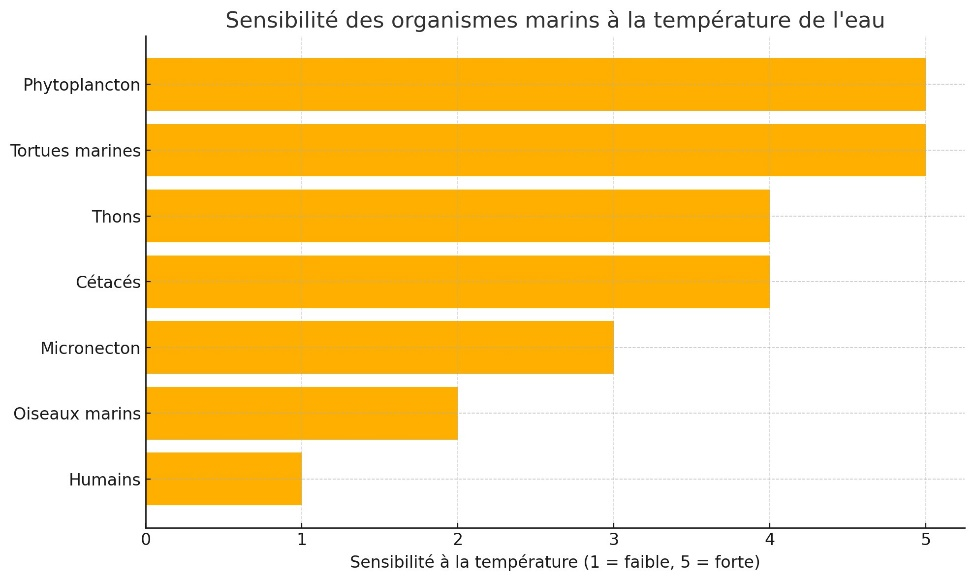 Sensibilité des organismes marins à la température de l'eau
Phytoplancton
Tortues marines
Thons
Cétacés
Micronecton
Oiseaux marins
Humains
0 1 2 3 4 5
Sensibilité à la température (1 = faible, 5 = forte)